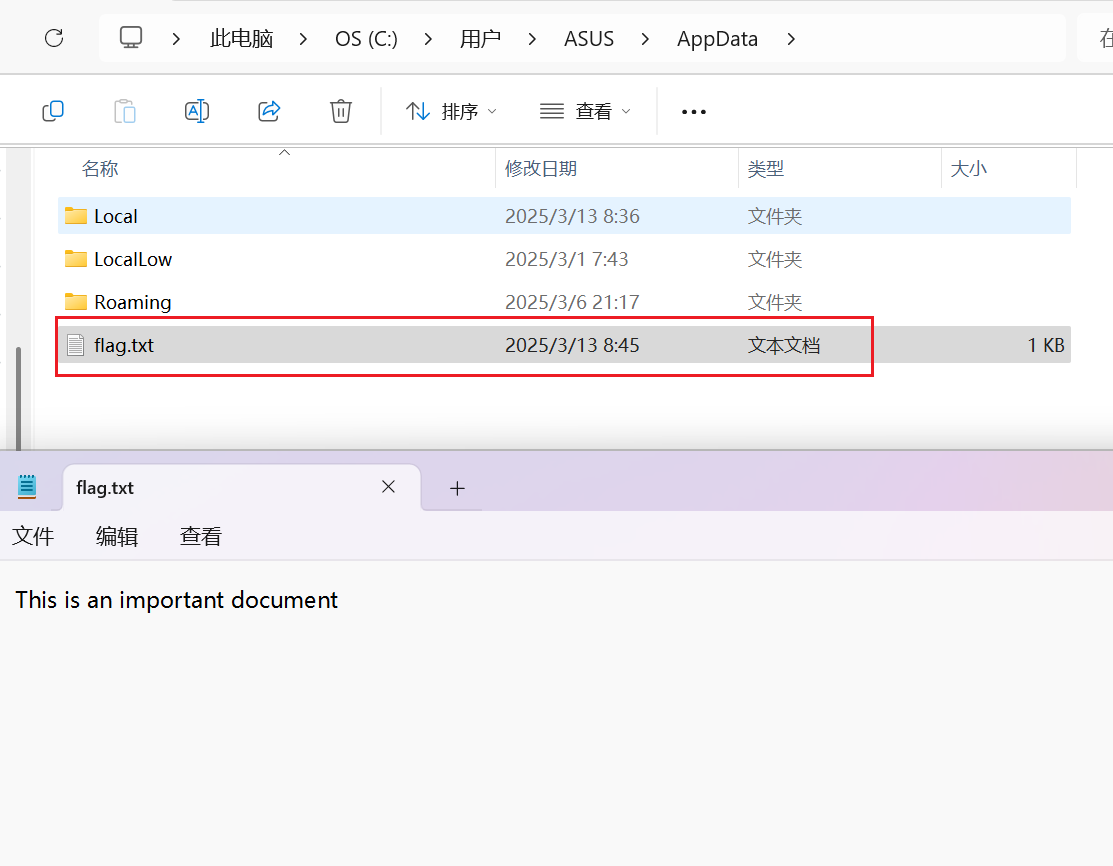 此电脑 > OS (C:) > 用户 > ASUS > AppData >
排序 查看 ...
名称 修改日期 类型 大小
Local 2025/3/13 8:36 文件夹
LocalLow 2025/3/1 7:43 文件夹
Roaming 2025/3/6 21:17 文件夹
flag.txt 2025/3/13 8:45 文本文档 1 KB
flag.txt
文件 编辑 查看
This is an important document